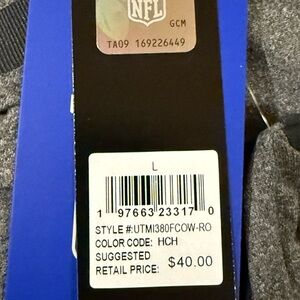 NFL
GCM
TA09 169226449
L
1 97663 23317 0
STYLE #:UTMI380FCOW-RO
COLOR CODE: HCH
SUGGESTED
RETAIL PRICE: $40.00